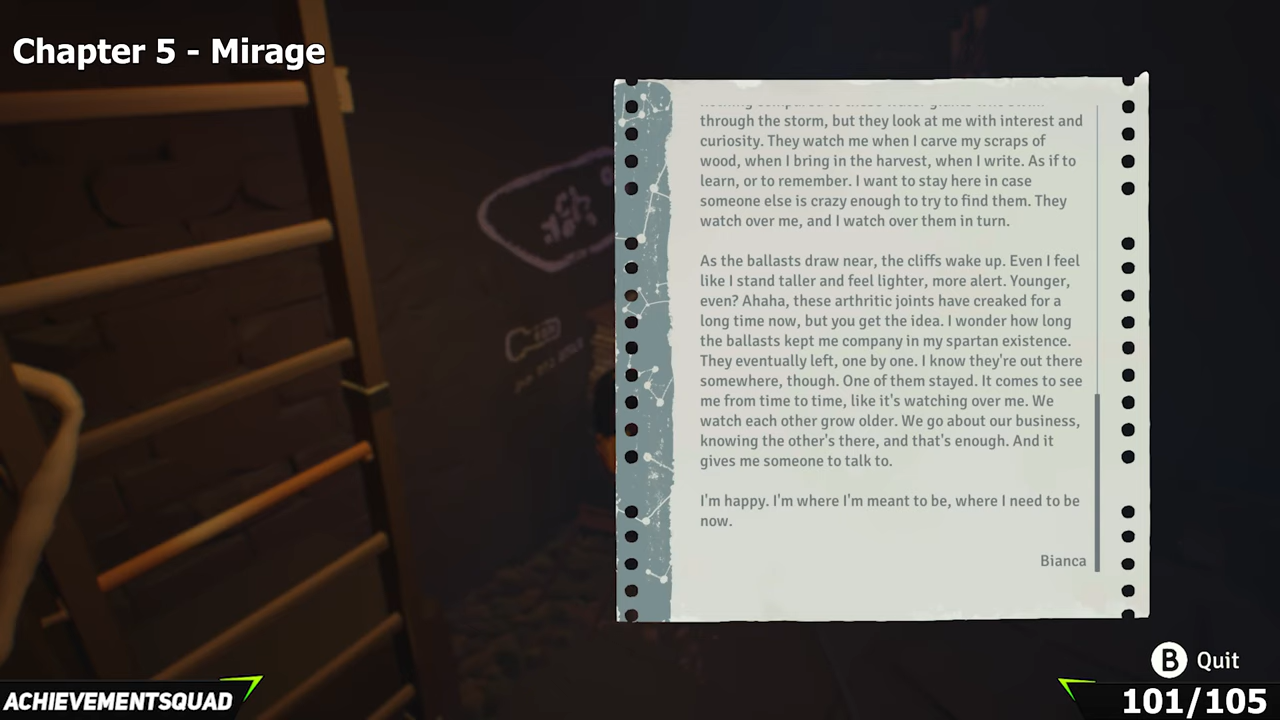 Chapter 5 - Mirage
through the storm, but they look at me with interest and
curiosity. They watch me when I carve my scraps of
wood, when I bring in the harvest, when I write. As if to
learn, or to remember. I want to stay here in case
someone else is crazy enough to try to find them. They
watch over me, and I watch over them in turn.
As the ballasts draw near, the cliffs wake up. Even I feel
like I stand taller and feel lighter, more alert. Younger,
even? Ahaha, these arthritic joints have creaked for a
long time now, but you get the idea. I wonder how long
the ballasts kept me company in my spartan existence.
They eventually left, one by one. I know they're out there
somewhere, though. One of them stayed. It comes to see
me from time to time, like it's watching over me. We
watch each other grow older. We go about our business,
knowing the other's there, and that's enough. And it
gives me someone to talk to.
I'm happy. I'm where I'm meant to be, where I need to be
now.
Bianca
B Quit
ACHIEVEMENTSQUAD
101/105